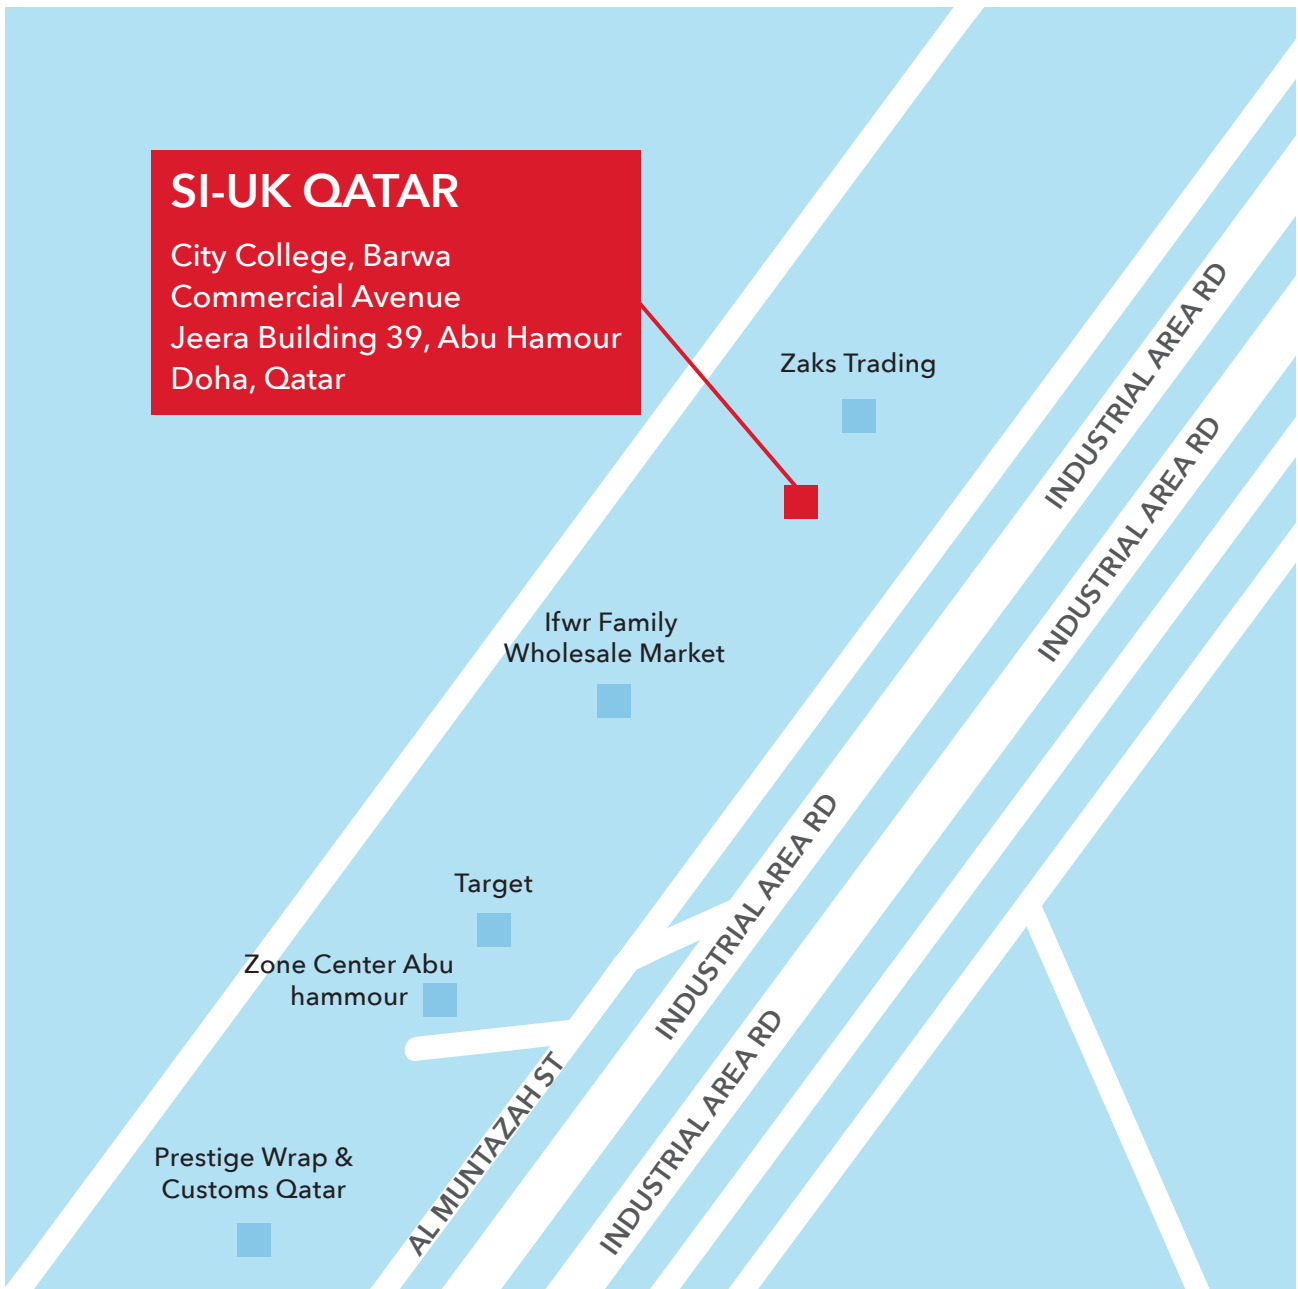 SI-UK QATAR
City College, Barwa
Commercial Avenue
Jeera Building 39, Abu Hamour
Doha, Qatar
Zaks Trading
INDUSTRIAL AREA RD
INDUSTRIAL AREA RD
Ifwr Family
Wholesale Market
INDUSTRIAL AREA RD
Target
Zone Center Abu
hammour
INDUSTRIAL AREA RD
AL MUNTAZAH ST
Prestige Wrap &
Customs Qatar